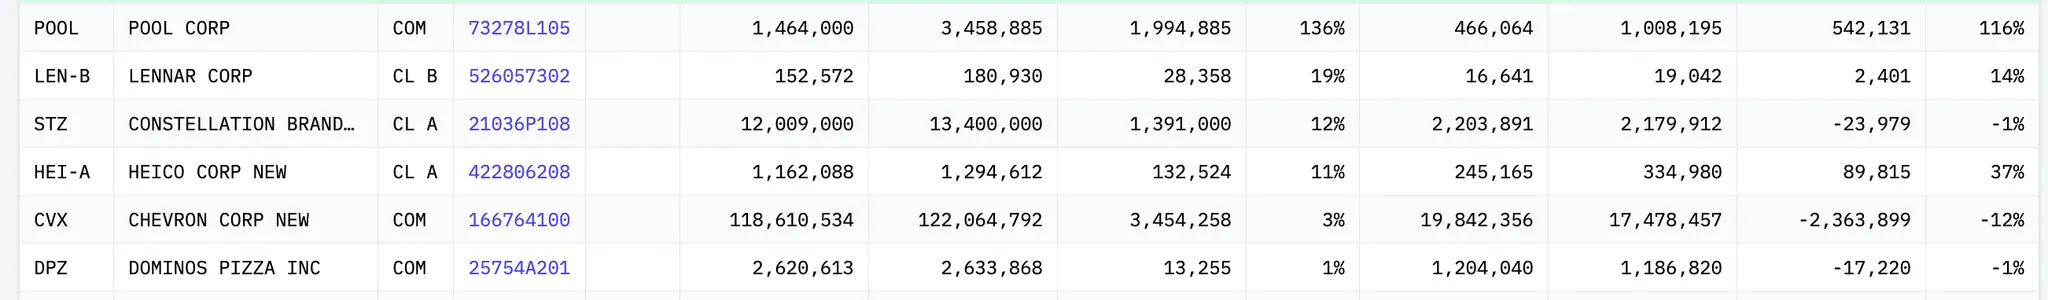 POOL POOL CORP COM 73278L105 1,464,000 3,458,885 1,994,885 136% 466,064 1,008,195 542,131 116%
LEN-B LENNAR CORP CL B 526057302 152,572 180,930 28,358 19% 16,641 19,042 2,401 14%
STZ CONSTELLATION BRAND… CL A 21036P108 12,009,000 13,400,000 1,391,000 12% 2,203,891 2,179,912 -23,979 -1%
HEI-A HEICO CORP NEW CL A 422806208 1,162,088 1,294,612 132,524 11% 245,165 334,980 89,815 37%
CVX CHEVRON CORP NEW COM 166764100 118,610,534 122,064,792 3,454,258 3% 19,842,356 17,478,457 -2,363,899 -12%
DPZ DOMINOS PIZZA INC COM 25754A201 2,620,613 2,633,868 13,255 1% 1,204,040 1,186,820 -17,220 -1%